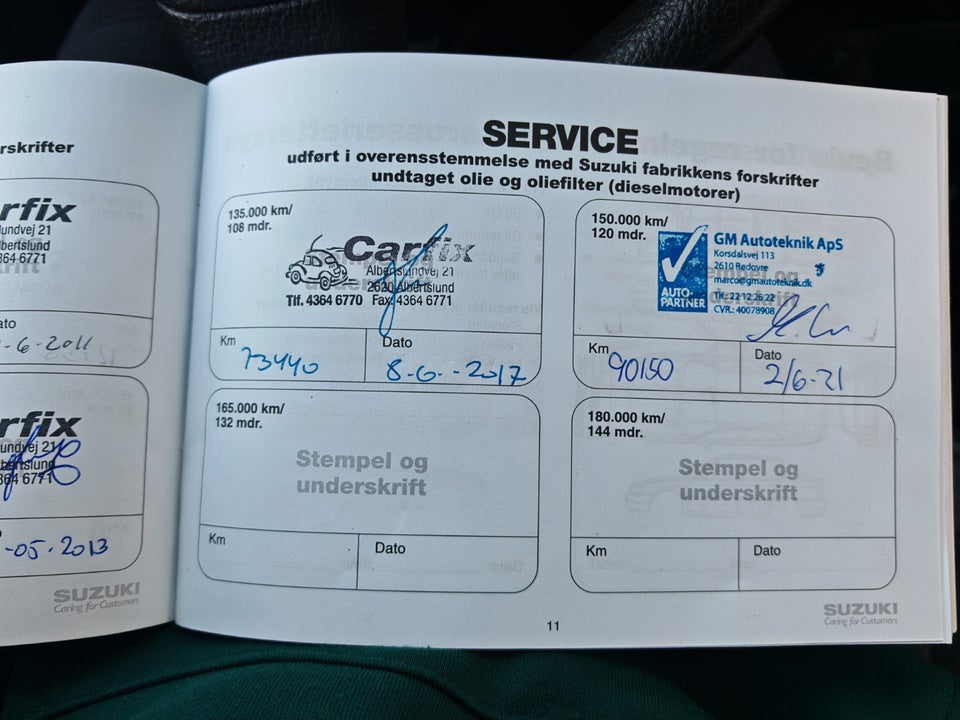 rskrifter
rfix
undvej 21
bertslund
364 6771
ato
-6-2011
rfix
undvej 21
bertslund
364 6771
-05-2013
SUZUKI
Caring for Customers
SERVICE
udført i overensstemmelse med Suzuki fabrikkens forskrifter
undtaget olie og oliefilter (dieselmotorer)
135.000 km/
108 mdr.
Carfix
Albertslundvej 21
2620 Albertslund
Tlf. 4364 6770 Fax 4364 6771
Km
73440
Dato
8-6-2017
150.000 km/
120 mdr.
AUTO-
PARTNER
GM Autoteknik ApS
Korsdalsvej 113
2610 Rødovre
marco@gmautoteknik.dk
Tlf.: 22 12 26 22
CVR.: 40078908
Km
90150
Dato
2/6-21
165.000 km/
132 mdr.
Stempel og
underskrift
Km
Dato
180.000 km/
144 mdr.
Stempel og
underskrift
Km
Dato
SUZUKI
Caring for Customers
11